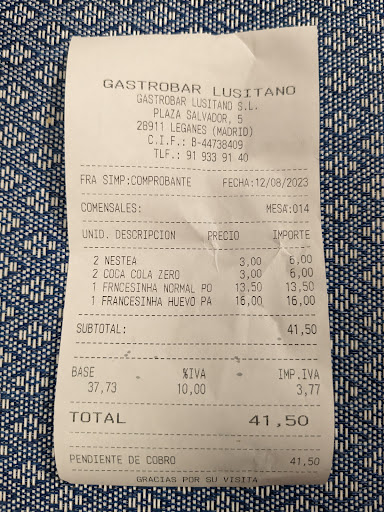 GASTROBAR LUSITANO
GASTROBAR LUSITANO S.L.
PLAZA SALVADOR, 5
28911 LEGANES (MADRID)
C.I.F.: B-44738409
TLF.: 91 933 91 40
FRA SIMP:COMPROBANTE FECHA:12/08/2023
COMENSALES: MESA:014
UNID. DESCRIPCION PRECIO IMPORTE
2 NESTEA 3,00 6,00
2 COCA COLA ZERO 3,00 6,00
1 FRNCESINHA NORMAL PO 13,50 13,50
1 FRANCESINHA HUEVO PA 16,00 16,00
SUBTOTAL: 41,50
BASE %IVA IMP.IVA
37,73 10,00 3,77
TOTAL 41,50
PENDIENTE DE COBRO 41,50
GRACIAS POR SU VISITA